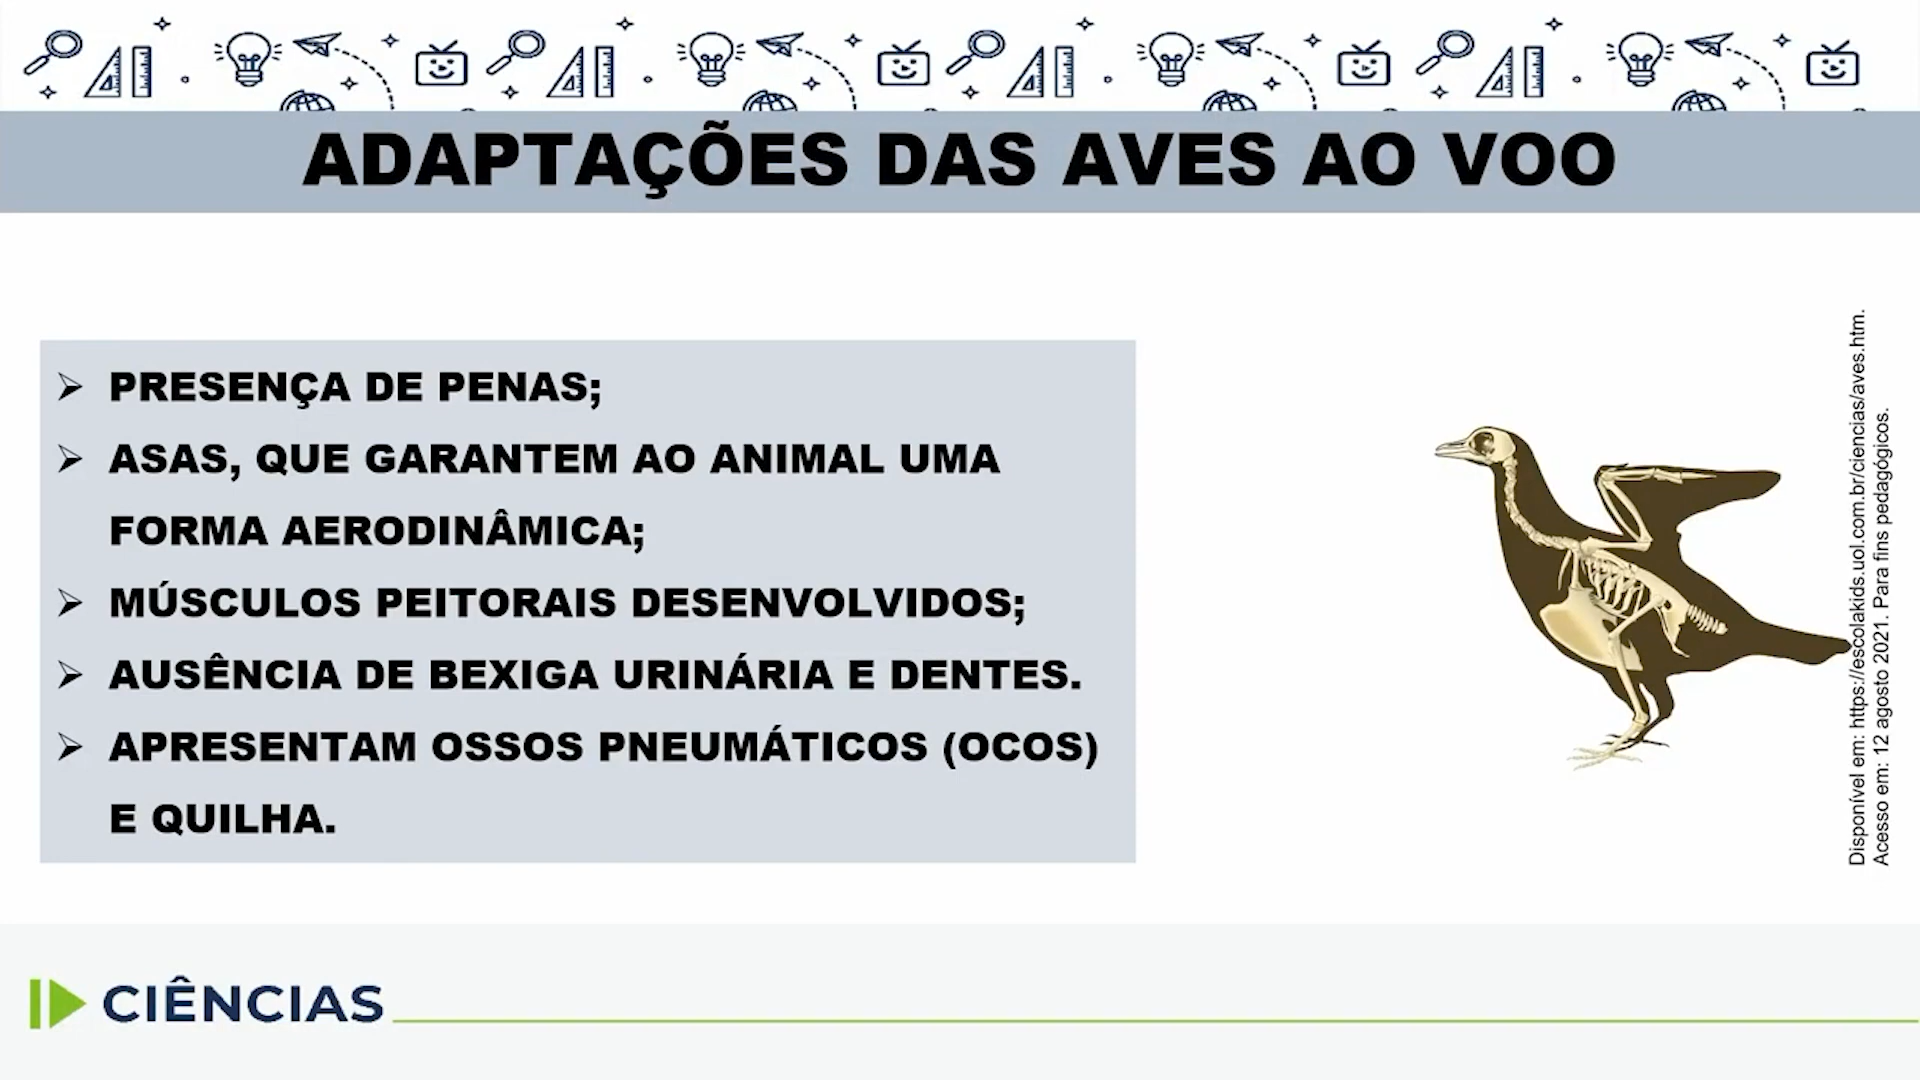 ADAPTAÇÕES DAS AVES AO VOO
PRESENÇA DE PENAS;
ASAS, QUE GARANTEM AO ANIMAL UMA
FORMA AERODINÂMICA;
MÚSCULOS PEITORAIS DESENVOLVIDOS;
AUSÊNCIA DE BEXIGA URINÁRIA E DENTES.
APRESENTAM OSSOS PNEUMÁTICOS (OCOS)
E QUILHA.
Disponível em: https://escolakids.uol.com.br/ciencias/aves.htm.
Acesso em: 12 agosto 2021. Para fins pedagógicos.
CIÊNCIAS